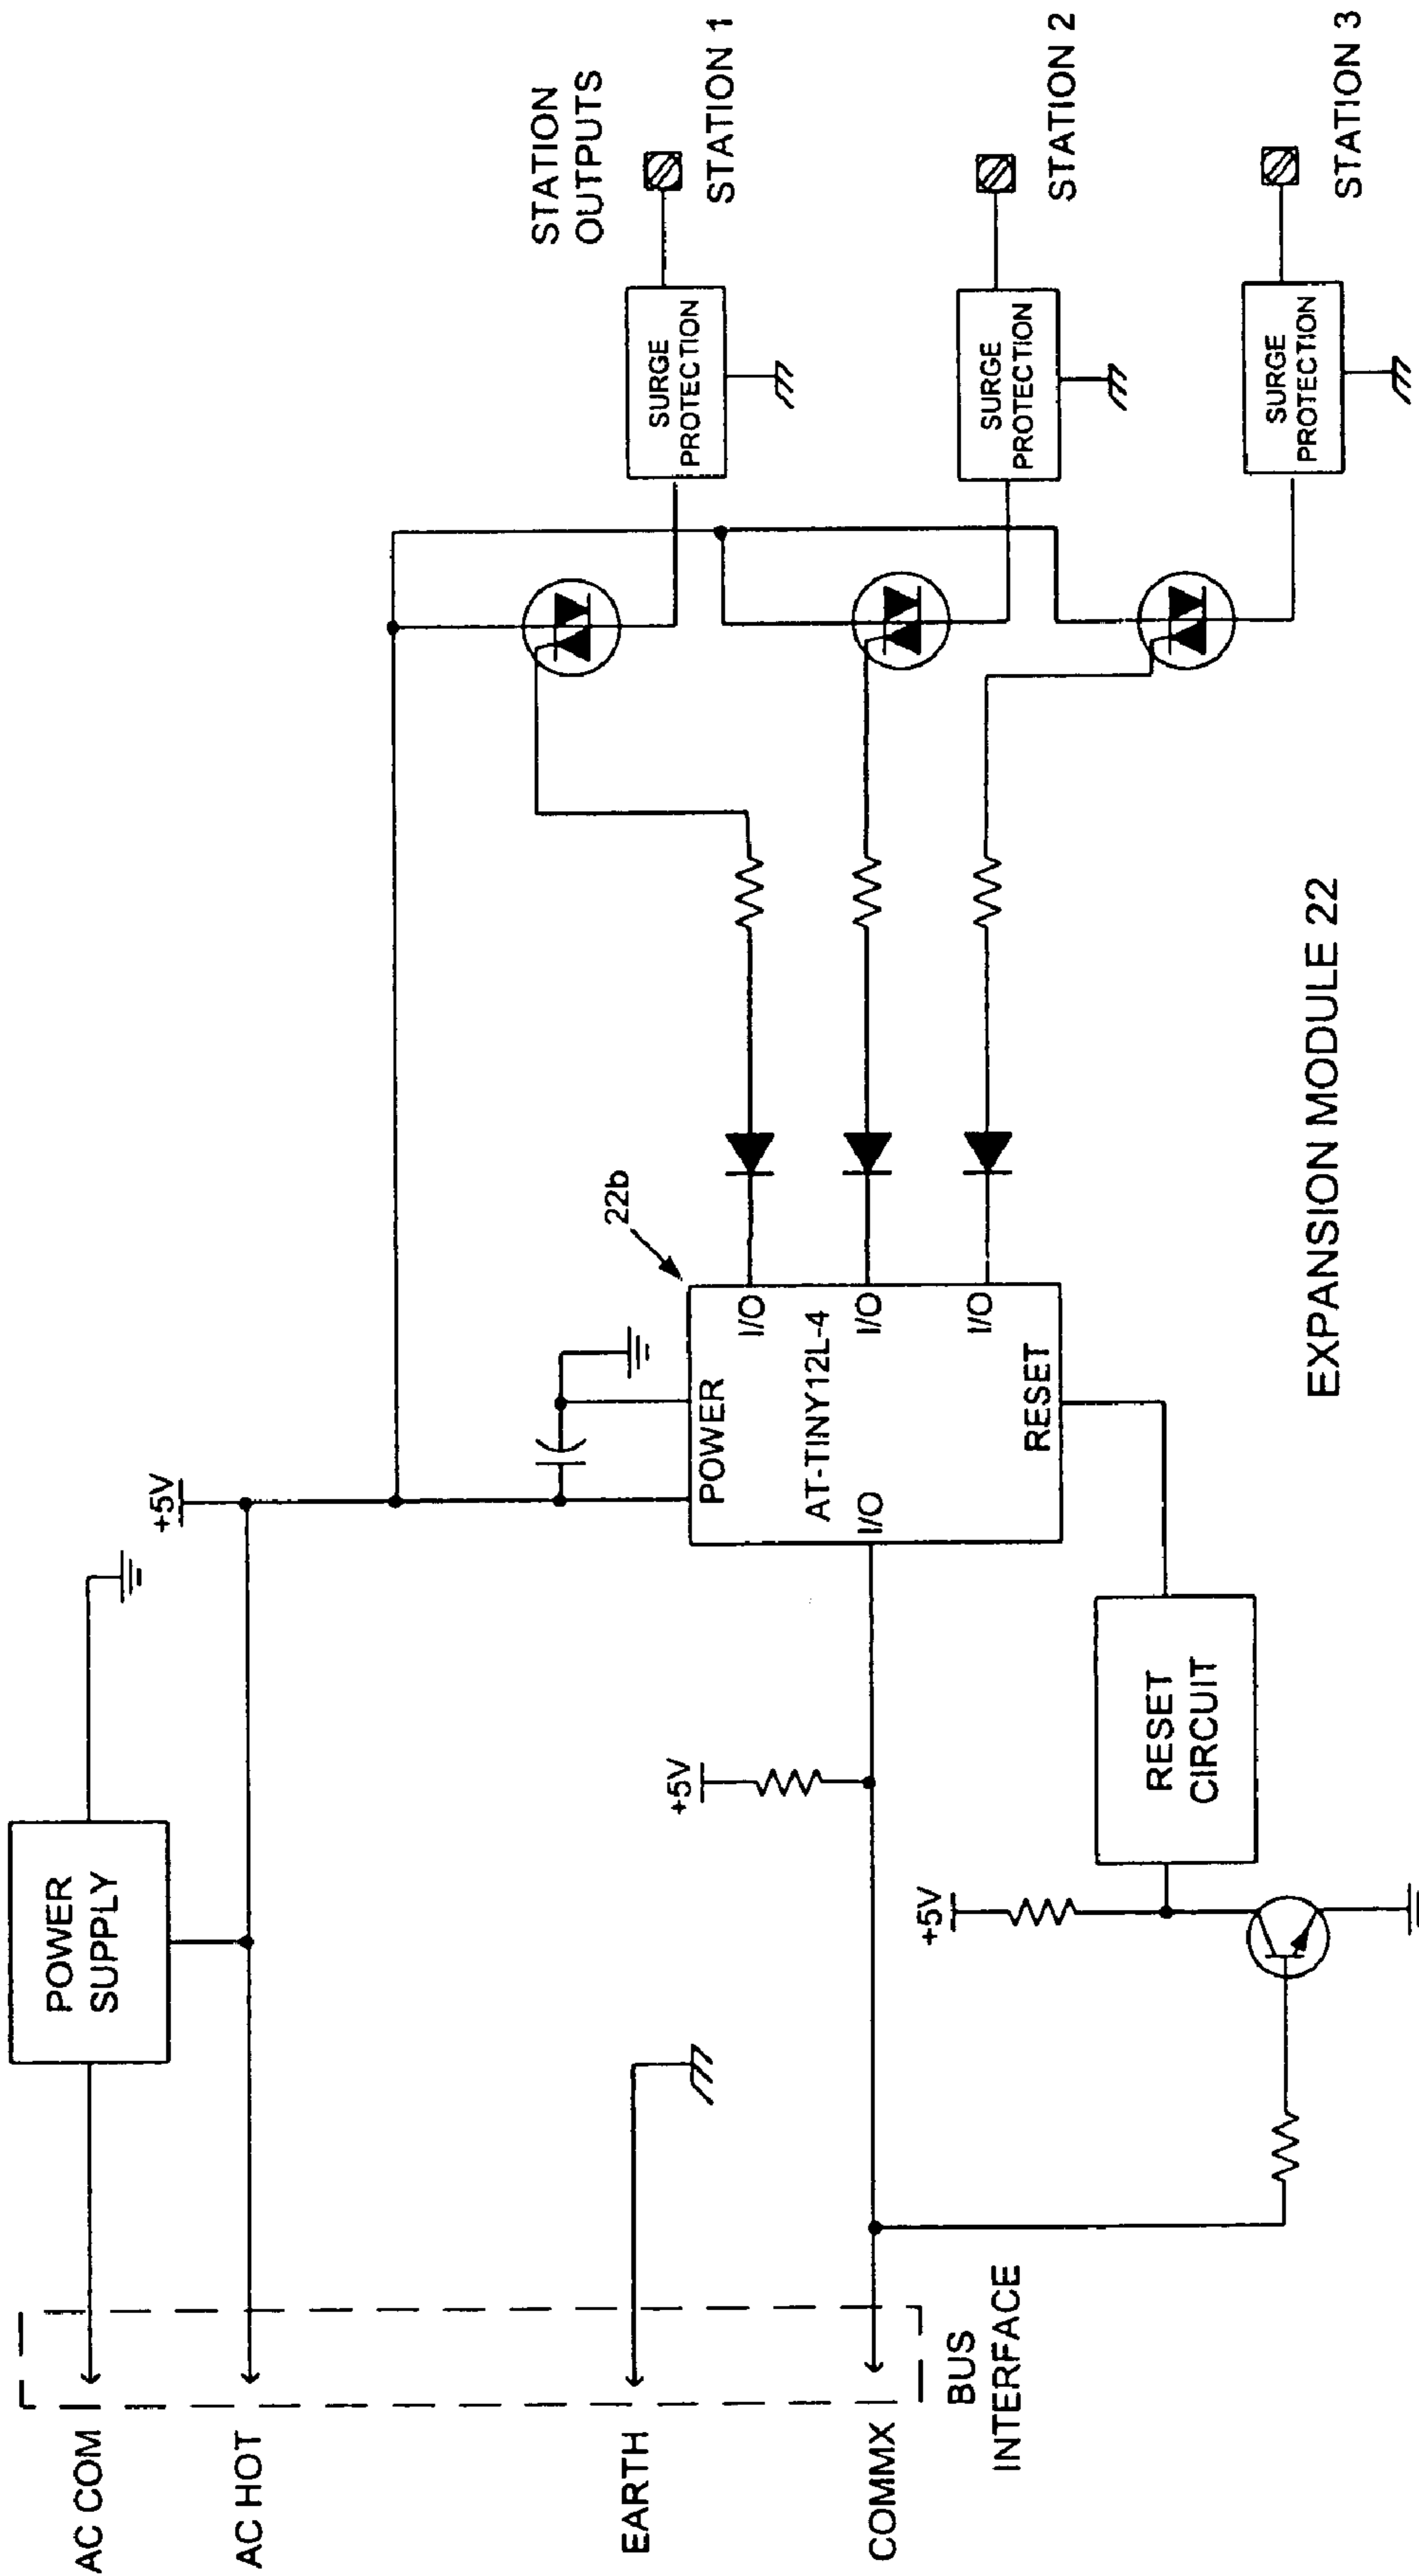 AC COM
AC HOT
EARTH
COMMX
BUS
INTERFACE
POWER
SUPPLY
+5V
+5V
+5V
RESET
CIRCUIT
22b
POWER
AT-TINY12L-4
I/O
I/O
I/O
I/O
RESET
SURGE
PROTECTION
SURGE
PROTECTION
SURGE
PROTECTION
STATION
OUTPUTS
STATION 1
STATION 2
STATION 3
EXPANSION MODULE 22